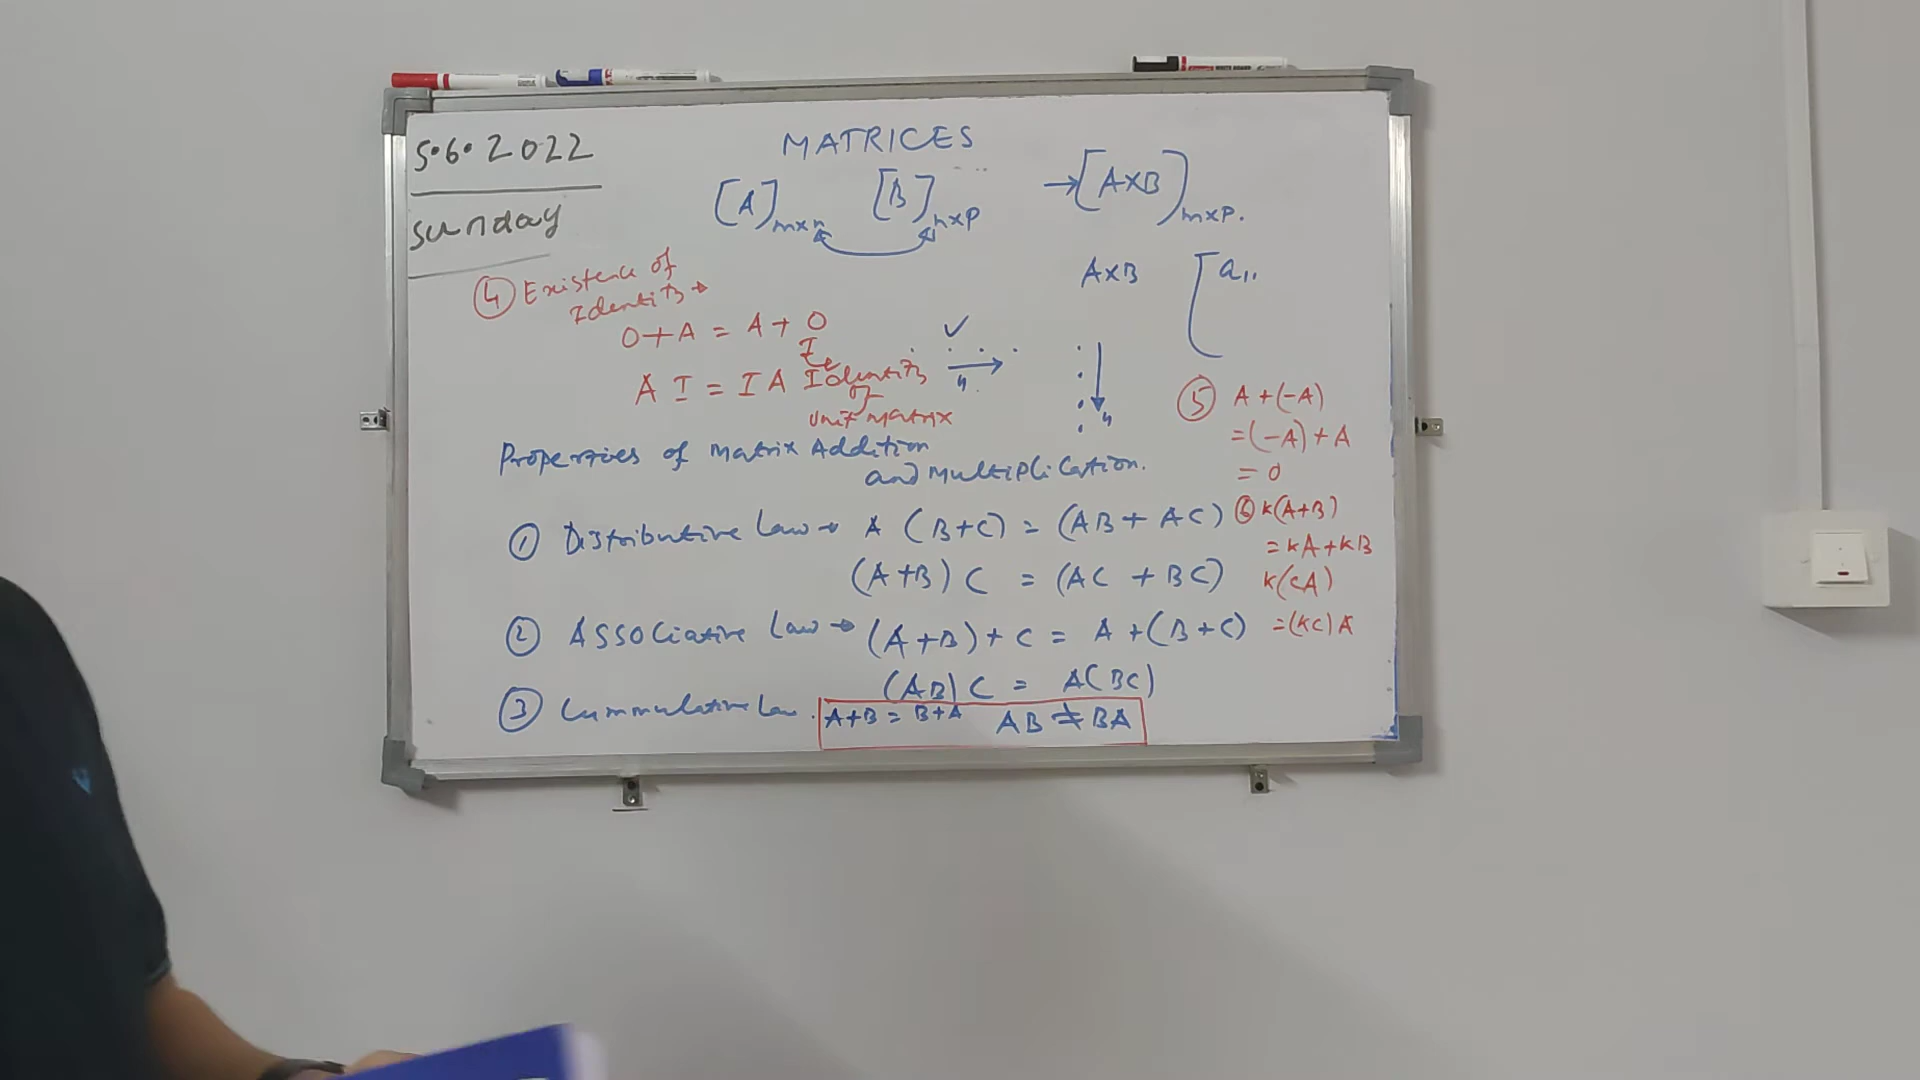 5.6.2022
sunday
MATRICES
[A]m×n [B]n×p → [A×B]m×p.
A×B [a11
④ Existence of
Identity →
0+A = A+0
I
A I = I A Identity
or
unit matrix
✓
n.
n
Properties of matrix Addition
and multiplication.
① Distributive Law → A (B+C) = (AB + AC)
(A+B) C = (AC + BC)
② Associative Law → (A+B)+C = A+(B+C)
(AB) C = A(BC)
③ Cummulative Law. A+B = B+A AB ≠ BA
⑤ A+(-A)
=(-A)+A
= 0
⑥ K(A+B)
=KA+KB
K(CA)
=(KC)A